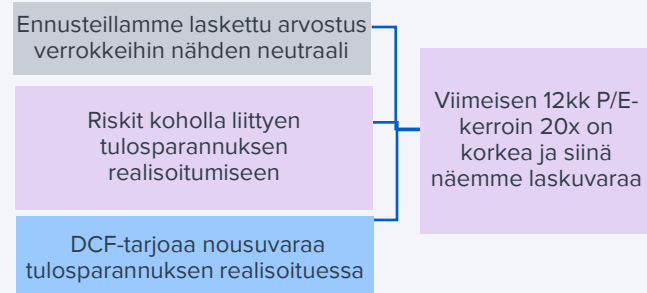 Ennusteillamme laskettu arvostus
verrokkeihin nähden neutraali
Riskit koholla liittyen
tulosparannuksen
realisoitumiseen
DCF-tarjoaa nousuvaraa
tulosparannuksen realisoituessa
Viimeisen 12kk P/E-
kerroin 20x on
korkea ja siinä
näemme laskuvaraa